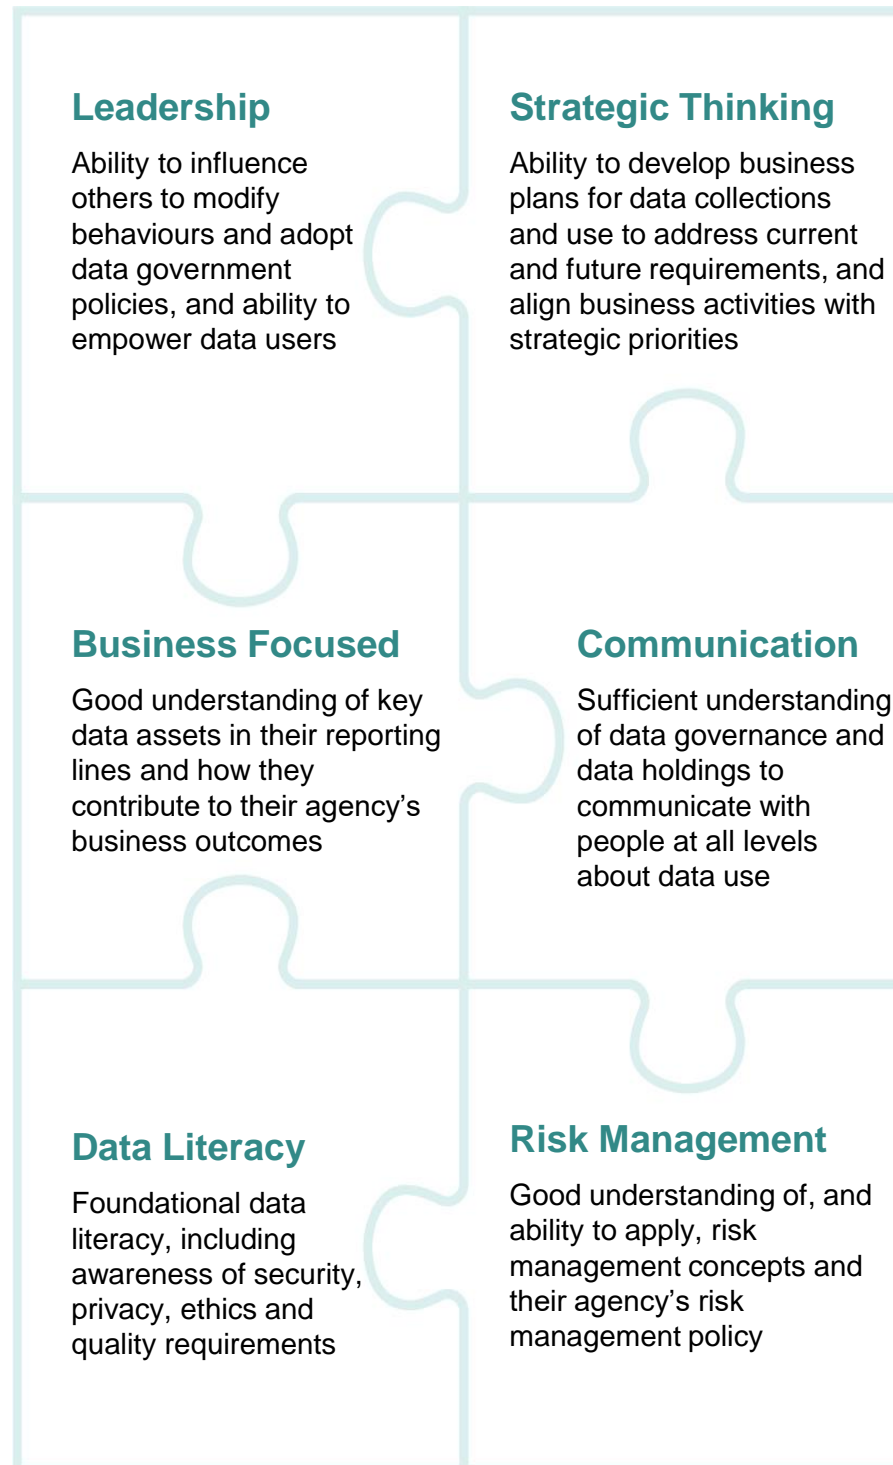 Leadership
Ability to influence
others to modify
behaviours and adopt
data government
policies, and ability to
empower data users
Strategic Thinking
Ability to develop business
plans for data collections
and use to address current
and future requirements, and
align business activities with
strategic priorities
Business Focused
Good understanding of key
data assets in their reporting
lines and how they
contribute to their agency’s
business outcomes
Communication
Sufficient understanding
of data governance and
data holdings to
communicate with
people at all levels
about data use
Data Literacy
Foundational data
literacy, including
awareness of security,
privacy, ethics and
quality requirements
Risk Management
Good understanding of, and
ability to apply, risk
management concepts and
their agency’s risk
management policy